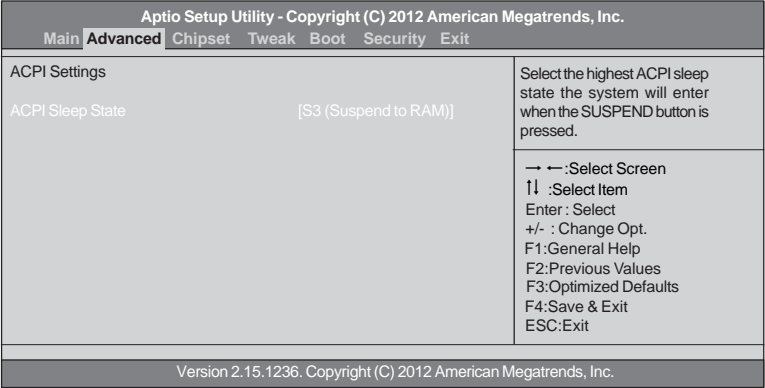 Aptio Setup Utility - Copyright (C) 2012 American Megatrends, Inc.
Main Advanced Chipset Tweak Boot Security Exit
ACPI Settings
ACPI Sleep State [S3 (Suspend to RAM)]
Select the highest ACPI sleep
state the system will enter
when the SUSPEND button is
pressed.
→ ←:Select Screen
↑↓ :Select Item
Enter : Select
+/- : Change Opt.
F1:General Help
F2:Previous Values
F3:Optimized Defaults
F4:Save & Exit
ESC:Exit
Version 2.15.1236. Copyright (C) 2012 American Megatrends, Inc.